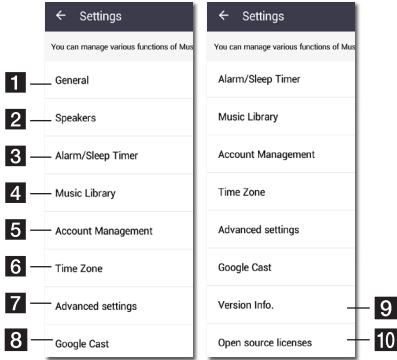 ← Settings
You can manage various functions of Mus
1 General
2 Speakers
3 Alarm/Sleep Timer
4 Music Library
5 Account Management
6 Time Zone
7 Advanced settings
8 Google Cast
← Settings
You can manage various functions of Mus
Alarm/Sleep Timer
Music Library
Account Management
Time Zone
Advanced settings
Google Cast
Version Info. 9
Open source licenses 10